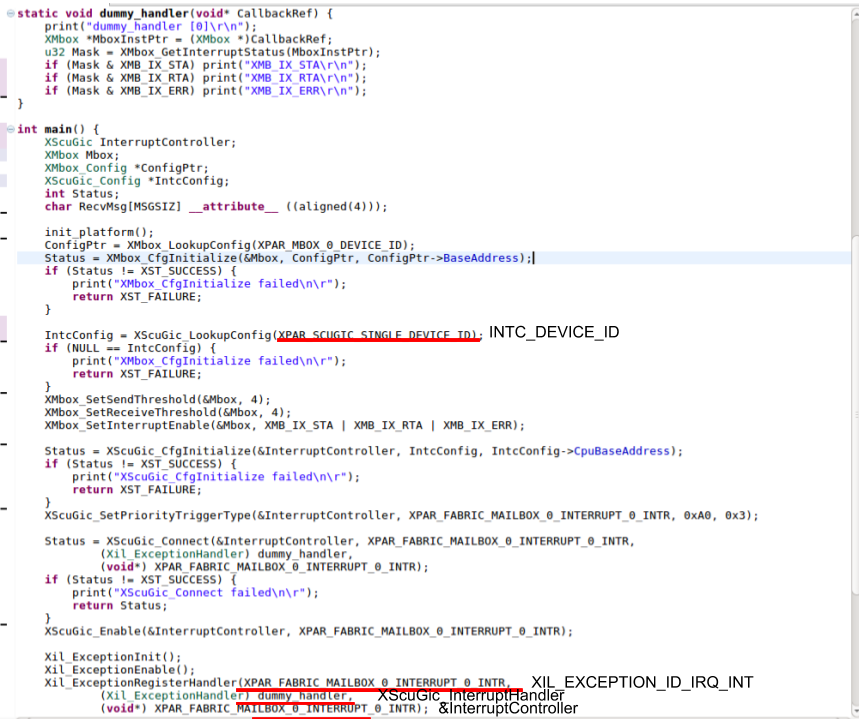 static void dummy_handler(void* CallbackRef) {
    print("dummy_handler [0]\r\n");
    XMbox *MboxInstPtr = (XMbox *)CallbackRef;
    u32 Mask = XMbox_GetInterruptStatus(MboxInstPtr);
    if (Mask & XMB_IX_STA) print("XMB_IX_STA\r\n");
    if (Mask & XMB_IX_RTA) print("XMB_IX_RTA\r\n");
    if (Mask & XMB_IX_ERR) print("XMB_IX_ERR\r\n");
}
int main() {
    XScuGic InterruptController;
    XMbox Mbox;
    XMbox_Config *ConfigPtr;
    XScuGic_Config *IntcConfig;
    int Status;
    char RecvMsg[MSGSIZ] __attribute__ ((aligned(4)));
    init_platform();
    ConfigPtr = XMbox_LookupConfig(XPAR_MBOX_0_DEVICE_ID);
    Status = XMbox_CfgInitialize(&Mbox, ConfigPtr, ConfigPtr->BaseAddress);
    if (Status != XST_SUCCESS) {
        print("XMbox_CfgInitialize failed\n\r");
        return XST_FAILURE;
    }
    IntcConfig = XScuGic_LookupConfig(XPAR_SCUGIC_SINGLE_DEVICE_ID); INTC_DEVICE_ID
    if (NULL == IntcConfig) {
        print("XMbox_CfgInitialize failed\n\r");
        return XST_FAILURE;
    }
    XMbox_SetSendThreshold(&Mbox, 4);
    XMbox_SetReceiveThreshold(&Mbox, 4);
    XMbox_SetInterruptEnable(&Mbox, XMB_IX_STA | XMB_IX_RTA | XMB_IX_ERR);
    Status = XScuGic_CfgInitialize(&InterruptController, IntcConfig, IntcConfig->CpuBaseAddress);
    if (Status != XST_SUCCESS) {
        print("XScuGic_CfgInitialize failed\n\r");
        return XST_FAILURE;
    }
    XScuGic_SetPriorityTriggerType(&InterruptController, XPAR_FABRIC_MAILBOX_0_INTERRUPT_0_INTR, 0xA0, 0x3);
    Status = XScuGic_Connect(&InterruptController, XPAR_FABRIC_MAILBOX_0_INTERRUPT_0_INTR,
            (Xil_ExceptionHandler) dummy_handler,
            (void*) XPAR_FABRIC_MAILBOX_0_INTERRUPT_0_INTR);
    if (Status != XST_SUCCESS) {
        print("XScuGic_Connect failed\n\r");
        return Status;
    }
    XScuGic_Enable(&InterruptController, XPAR_FABRIC_MAILBOX_0_INTERRUPT_0_INTR);
    Xil_ExceptionInit();
    Xil_ExceptionEnable();
    Xil_ExceptionRegisterHandler(XPAR_FABRIC_MAILBOX_0_INTERRUPT_0_INTR, XIL_EXCEPTION_ID_IRQ_INT
            (Xil_ExceptionHandler) dummy_handler, XScuGic_InterruptHandler
            (void*) XPAR_FABRIC_MAILBOX_0_INTERRUPT_0_INTR); &InterruptController